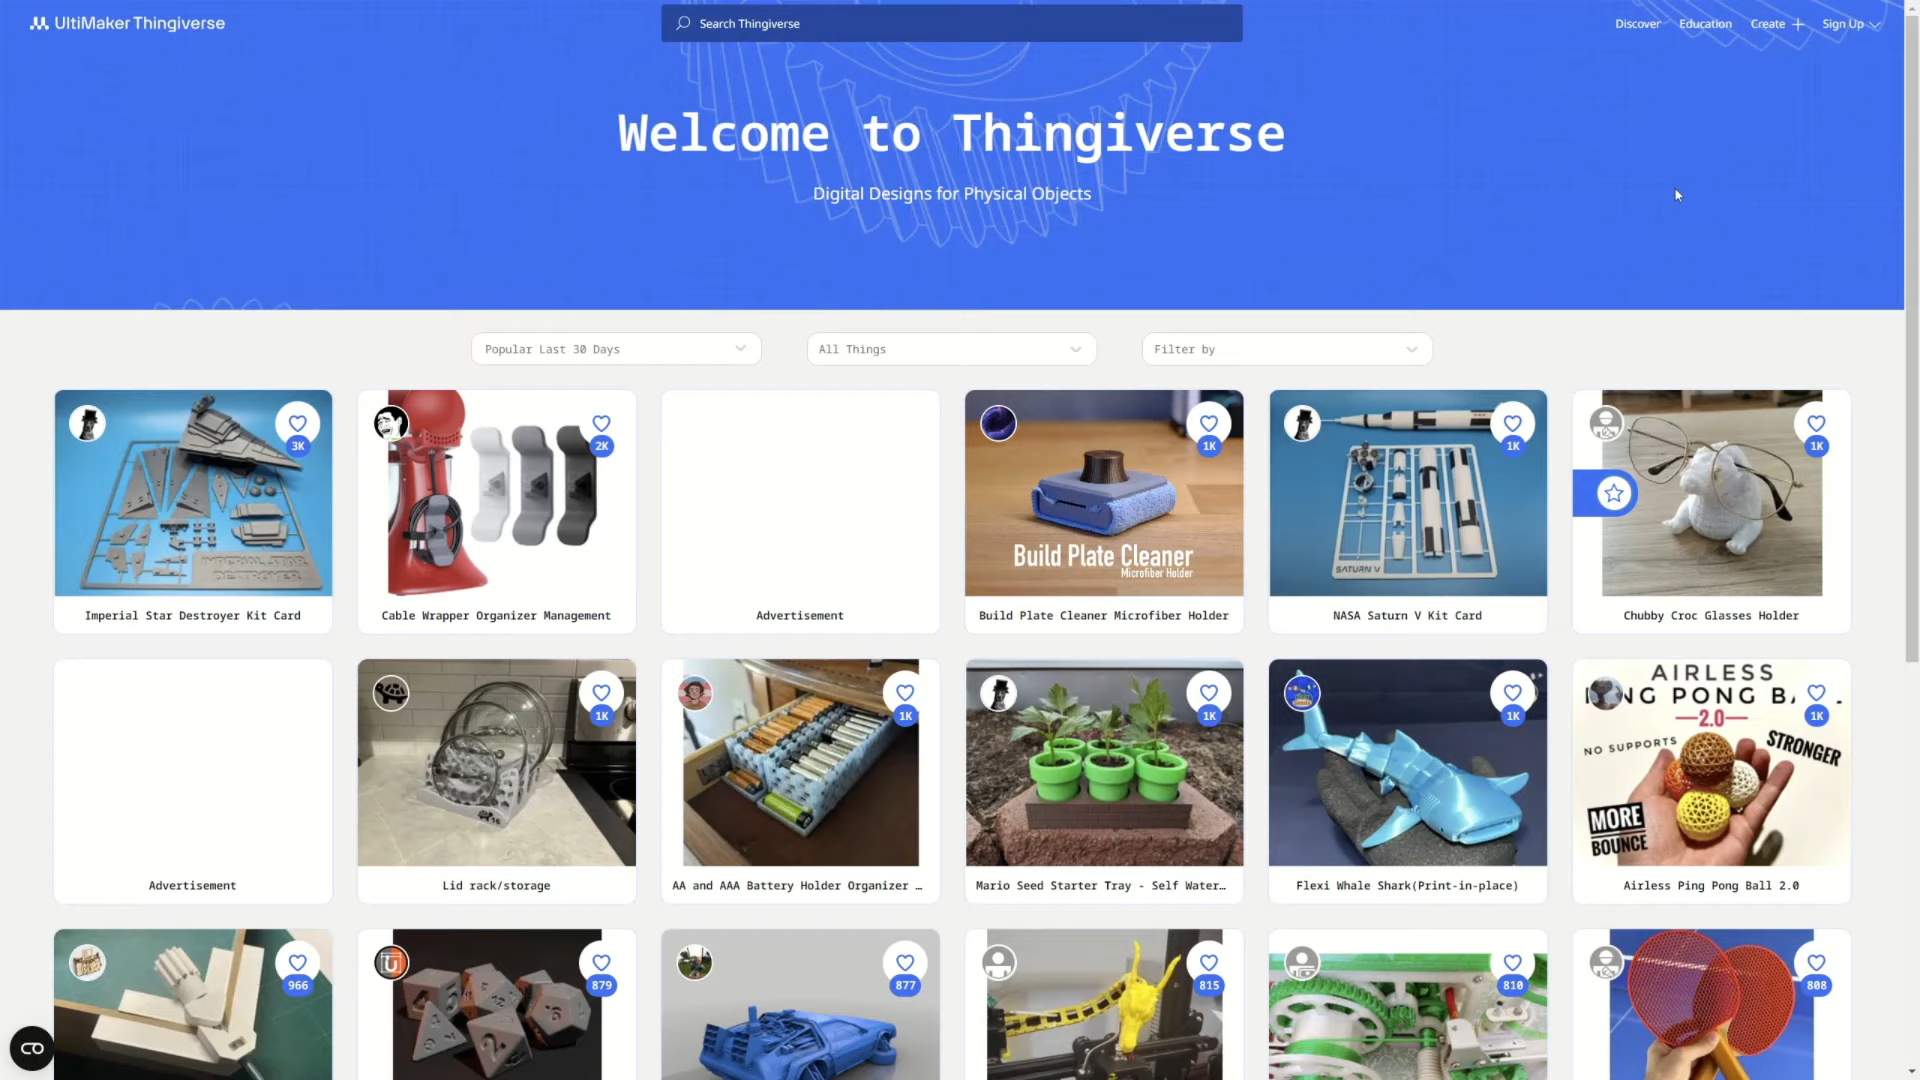 UltiMaker Thingiverse
Search Thingiverse
Discover
Education
Create
Sign Up
Welcome to Thingiverse
Digital Designs for Physical Objects
Popular Last 30 Days
All Things
Filter by
3K
2K
1K
1K
1K
IMPERIAL STAR
DESTROYER
Build Plate Cleaner
Microfiber Holder
SATURN V
Imperial Star Destroyer Kit Card
Cable Wrapper Organizer Management
Advertisement
Build Plate Cleaner Microfiber Holder
NASA Saturn V Kit Card
Chubby Croc Glasses Holder
1K
1K
1K
1K
1K
AIRLESS
2.0
NO SUPPORTS
STRONGER
MORE
BOUNCE
Advertisement
Lid rack/storage
AA and AAA Battery Holder Organizer …
Mario Seed Starter Tray - Self Water…
Flexi Whale Shark(Print-in-place)
Airless Ping Pong Ball 2.0
966
879
877
815
810
808